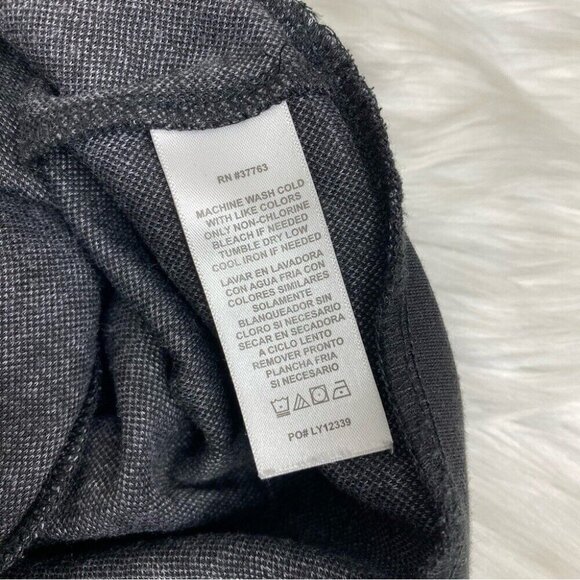 RN #37763
MACHINE WASH COLD
WITH LIKE COLORS
ONLY NON-CHLORINE
BLEACH IF NEEDED
TUMBLE DRY LOW
COOL IRON IF NEEDED
LAVAR EN LAVADORA
CON AGUA FRIA CON
COLORES SIMILARES
SOLAMENTE
BLANQUEADOR SIN
CLORO SI NECESARIO
SECAR EN SECADORA
A CICLO LENTO
REMOVER PRONTO
PLANCHA FRIA
SI NECESARIO
PO# LY12339